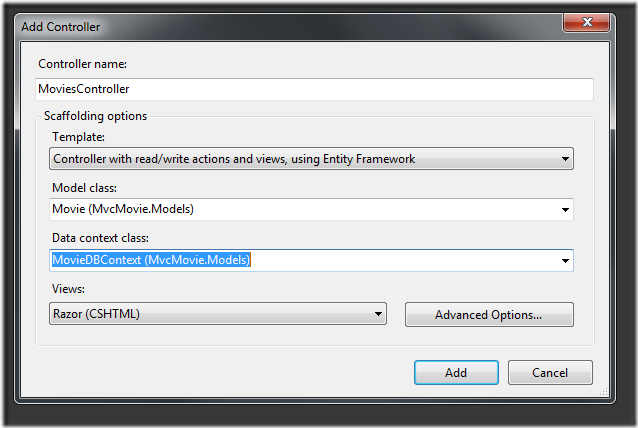 Add Controller
Controller name:
MoviesController
Scaffolding options
Template:
Controller with read/write actions and views, using Entity Framework
Model class:
Movie (MvcMovie.Models)
Data context class:
MovieDBContext (MvcMovie.Models)
Views:
Razor (CSHTML)
Advanced Options...
Add
Cancel